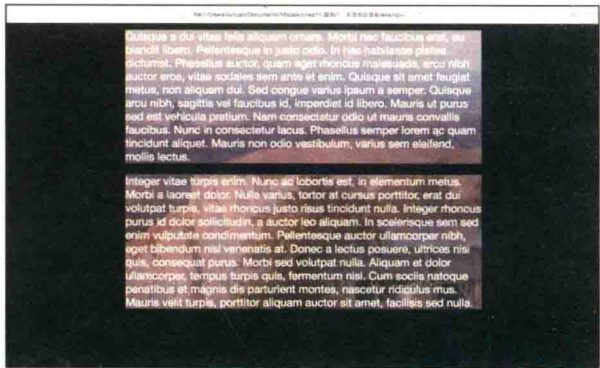 Quisque a dui vitae felis aliquam ornare. Morbi nec faucibus erat, eu
blandit libero. Pellentesque in justo odio. In hac habitasse platea
dictumst. Phasellus auctor, quam eget rhoncus malesuada, arcu nibh
auctor eros, vitae sodales sem ante et enim. Quisque sit amet feugiat
metus, non aliquam dui. Sed congue varius ipsum a semper. Quisque
arcu nibh, sagittis vel faucibus id, imperdiet id libero. Mauris ut purus
sed est vehicula pratium. Nam consectetur odio ut mauris convallis
faucibus. Nunc in consectetur lacus. Phasellus semper lorem ac quam
tincidunt aliquet. Mauris non odio vestibulum, varius sem eleifend,
mollis lectus.
Integer vitae turpis enim. Nunc ac lobortis est, in elementum metus.
Morbi a laoreet dolor. Nulla varius, tortor at cursus porttitor, erat dui
volutpat turpis, vitae rhoncus justo risus tincidunt nulla. Integer rhoncus
purus id dolor sollicitudin, a auctor leo aliquam. In scelerisque sem sed
enim vulputate condimentum. Pellentesque auctor ullamcorper nibh,
eget bibendum nisl venenatis at. Donec a lectus posuere, ultrices nisi
quis, consequat purus. Morbi sed volutpat nulla. Aliquam et dolor
ullamcorper, tempus turpis quis, fermentum nisl. Cum sociis natoque
penatibus et magnis dis parturient montes, nascetur ridiculus mus.
Mauris velit turpis, porttitor aliquam auctor sit amet, facilisis sed nulla.